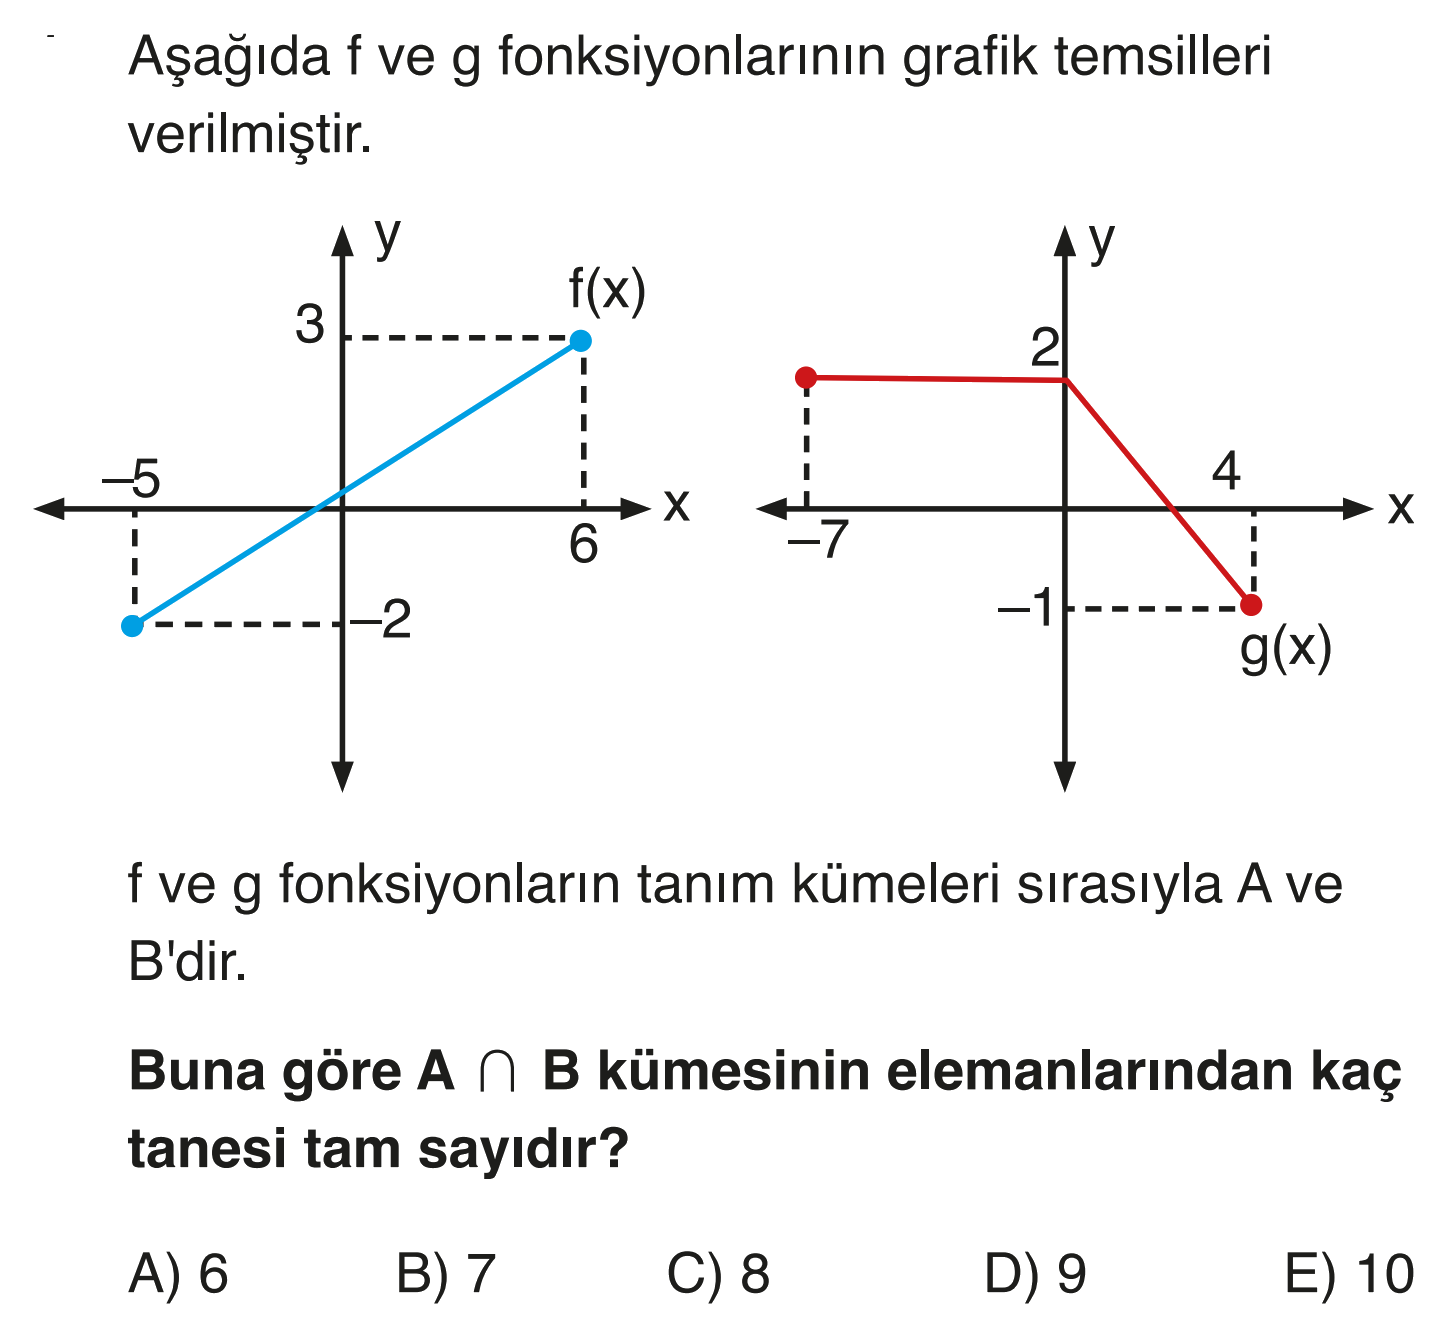 Aşağıda f ve g fonksiyonlarının grafik temsilleri
verilmiştir.
y
f(x)
3
–5
x
6
–2
y
2
4
x
–7
–1
g(x)
f ve g fonksiyonların tanım kümeleri sırasıyla A ve
B'dir.
Buna göre A ∩ B kümesinin elemanlarından kaç
tanesi tam sayıdır?
A) 6 B) 7 C) 8 D) 9 E) 10